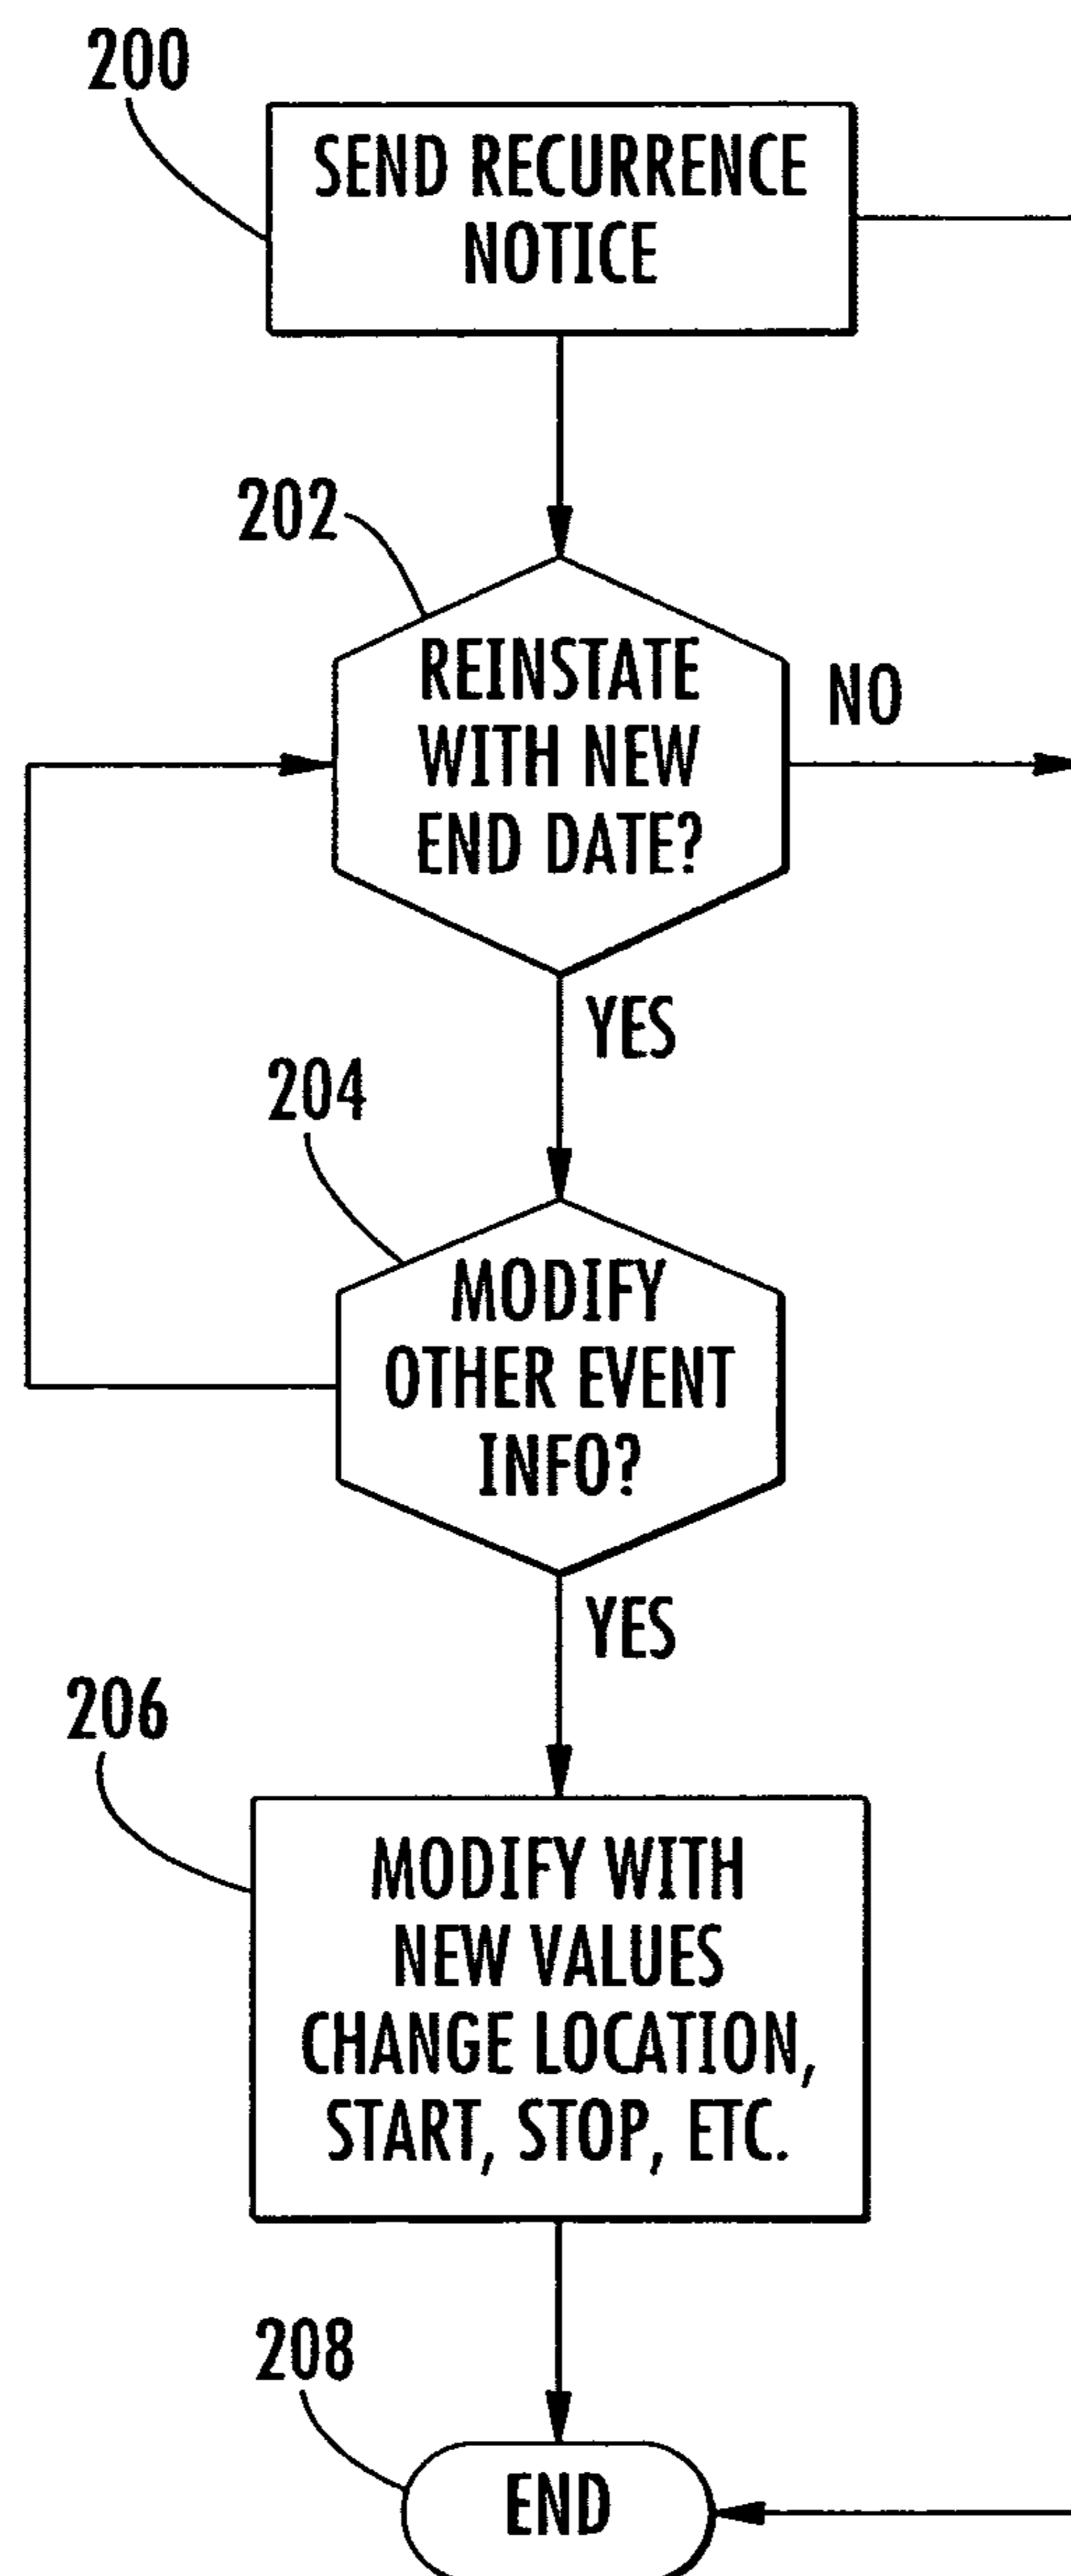 200
SEND RECURRENCE
NOTICE
202
REINSTATE
WITH NEW
END DATE?
NO
YES
204
MODIFY
OTHER EVENT
INFO?
YES
206
MODIFY WITH
NEW VALUES
CHANGE LOCATION,
START, STOP, ETC.
208
END